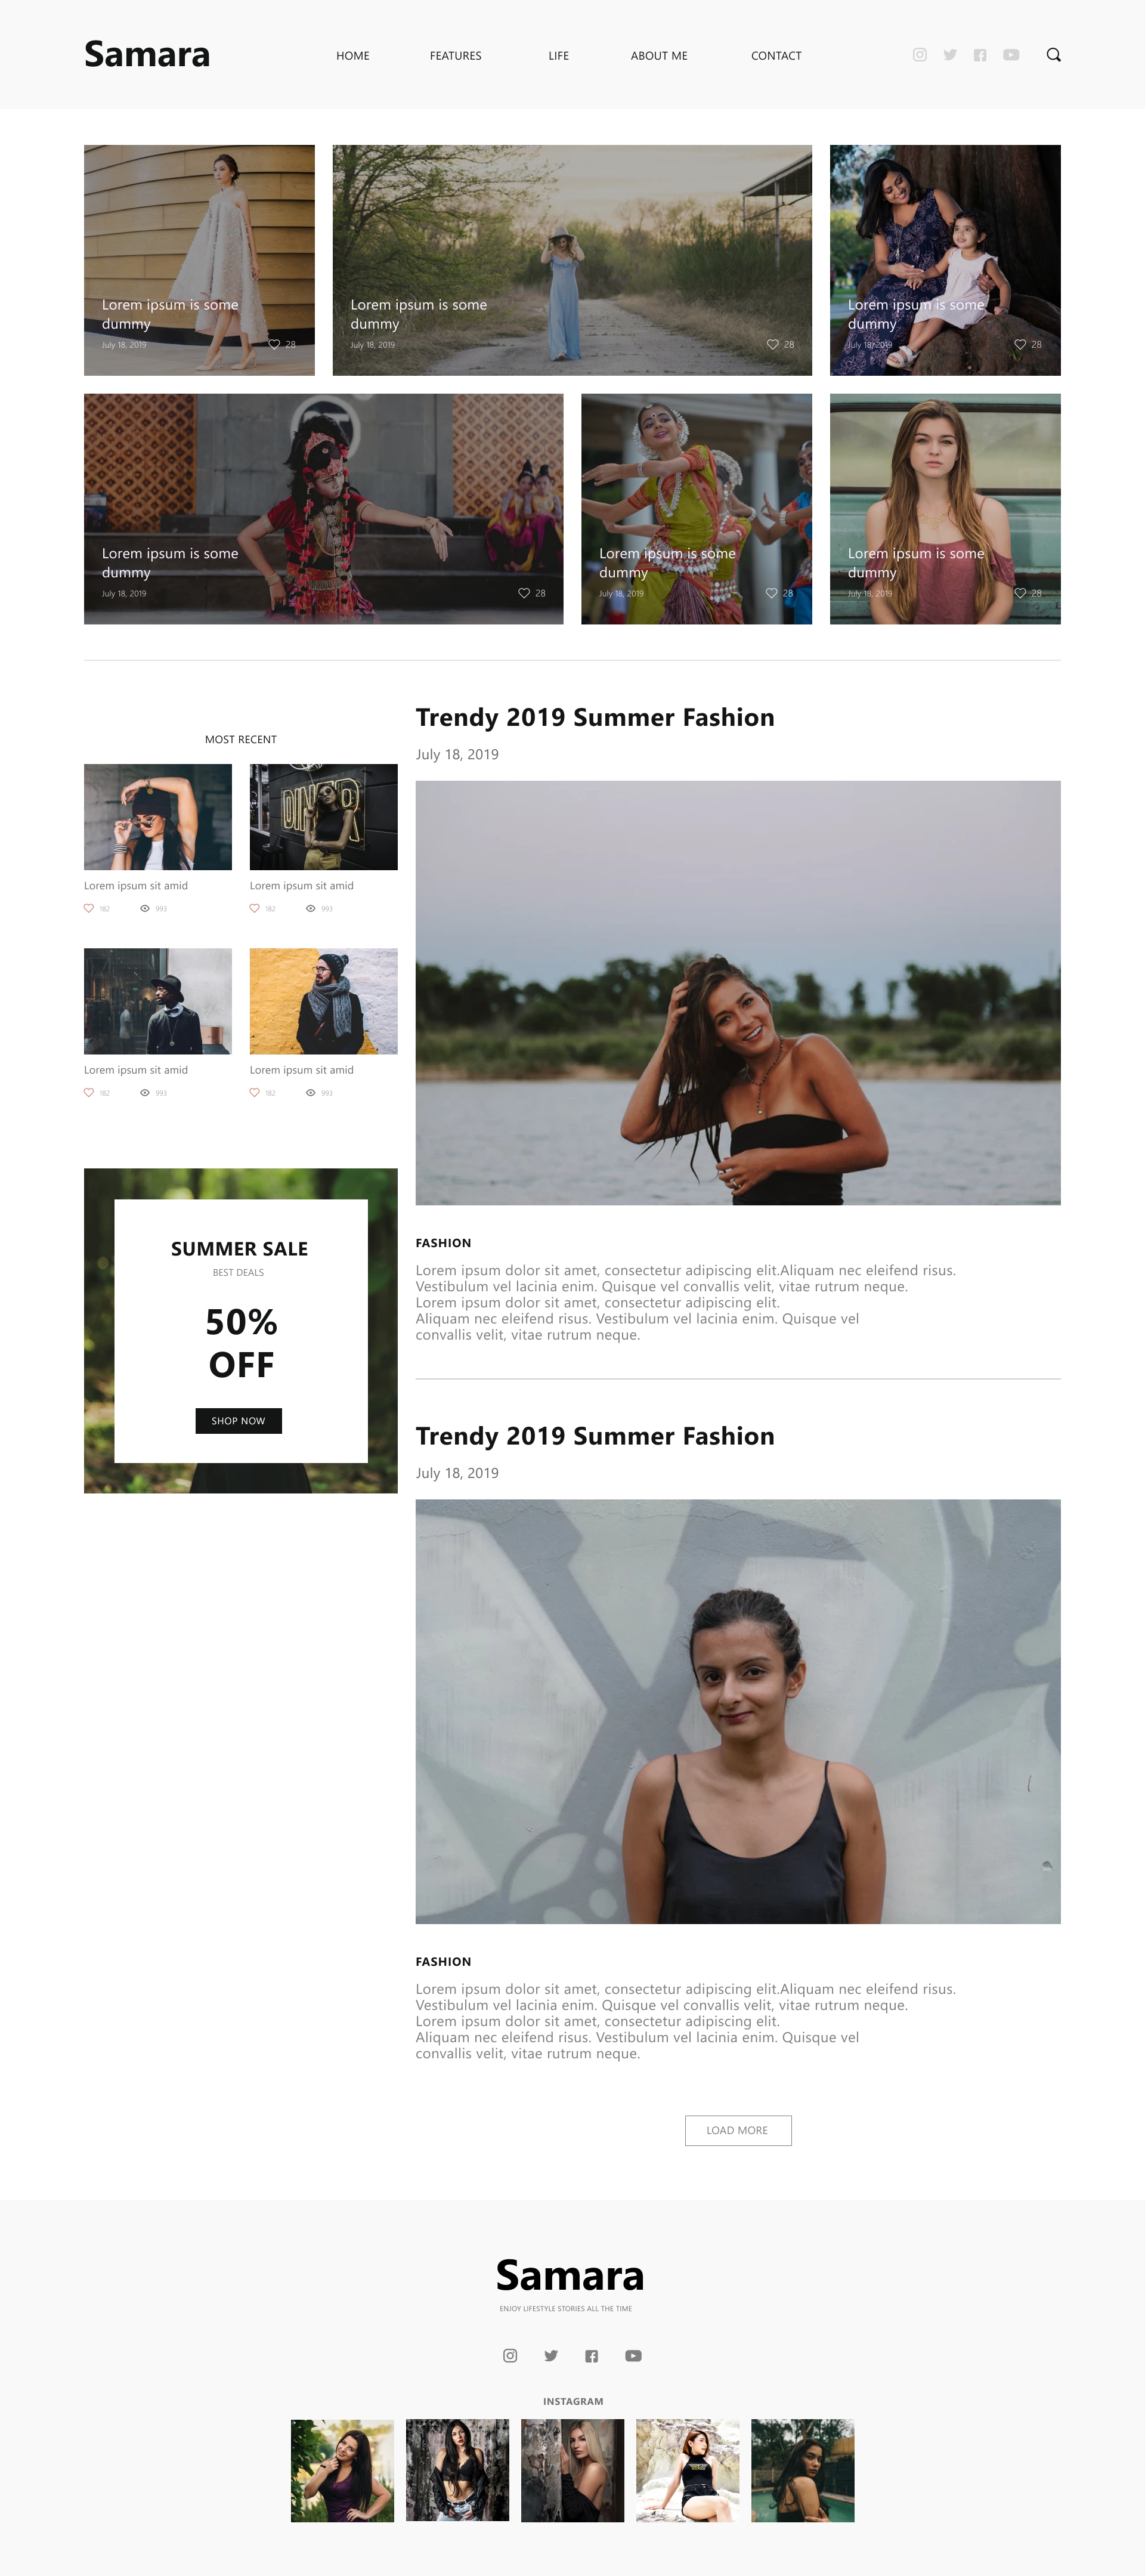 Samara
HOME FEATURES LIFE ABOUT ME CONTACT
Lorem ipsum is some
dummy
July 18, 2019 28
Lorem ipsum is some
dummy
July 18, 2019 28
Lorem ipsum is some
dummy
July 18, 2019 28
Lorem ipsum is some
dummy
July 18, 2019 28
Lorem ipsum is some
dummy
July 18, 2019 28
Lorem ipsum is some
dummy
July 18, 2019 28
MOST RECENT
DINER
Lorem ipsum sit amid
182 993
Lorem ipsum sit amid
182 993
Lorem ipsum sit amid
182 993
Lorem ipsum sit amid
182 993
SUMMER SALE
BEST DEALS
50%
OFF
SHOP NOW
Trendy 2019 Summer Fashion
July 18, 2019
FASHION
Lorem ipsum dolor sit amet, consectetur adipiscing elit.Aliquam nec eleifend risus.
Vestibulum vel lacinia enim. Quisque vel convallis velit, vitae rutrum neque.
Lorem ipsum dolor sit amet, consectetur adipiscing elit.
Aliquam nec eleifend risus. Vestibulum vel lacinia enim. Quisque vel
convallis velit, vitae rutrum neque.
Trendy 2019 Summer Fashion
July 18, 2019
FASHION
Lorem ipsum dolor sit amet, consectetur adipiscing elit.Aliquam nec eleifend risus.
Vestibulum vel lacinia enim. Quisque vel convallis velit, vitae rutrum neque.
Lorem ipsum dolor sit amet, consectetur adipiscing elit.
Aliquam nec eleifend risus. Vestibulum vel lacinia enim. Quisque vel
convallis velit, vitae rutrum neque.
LOAD MORE
Samara
ENJOY LIFESTYLE STORIES ALL THE TIME
INSTAGRAM